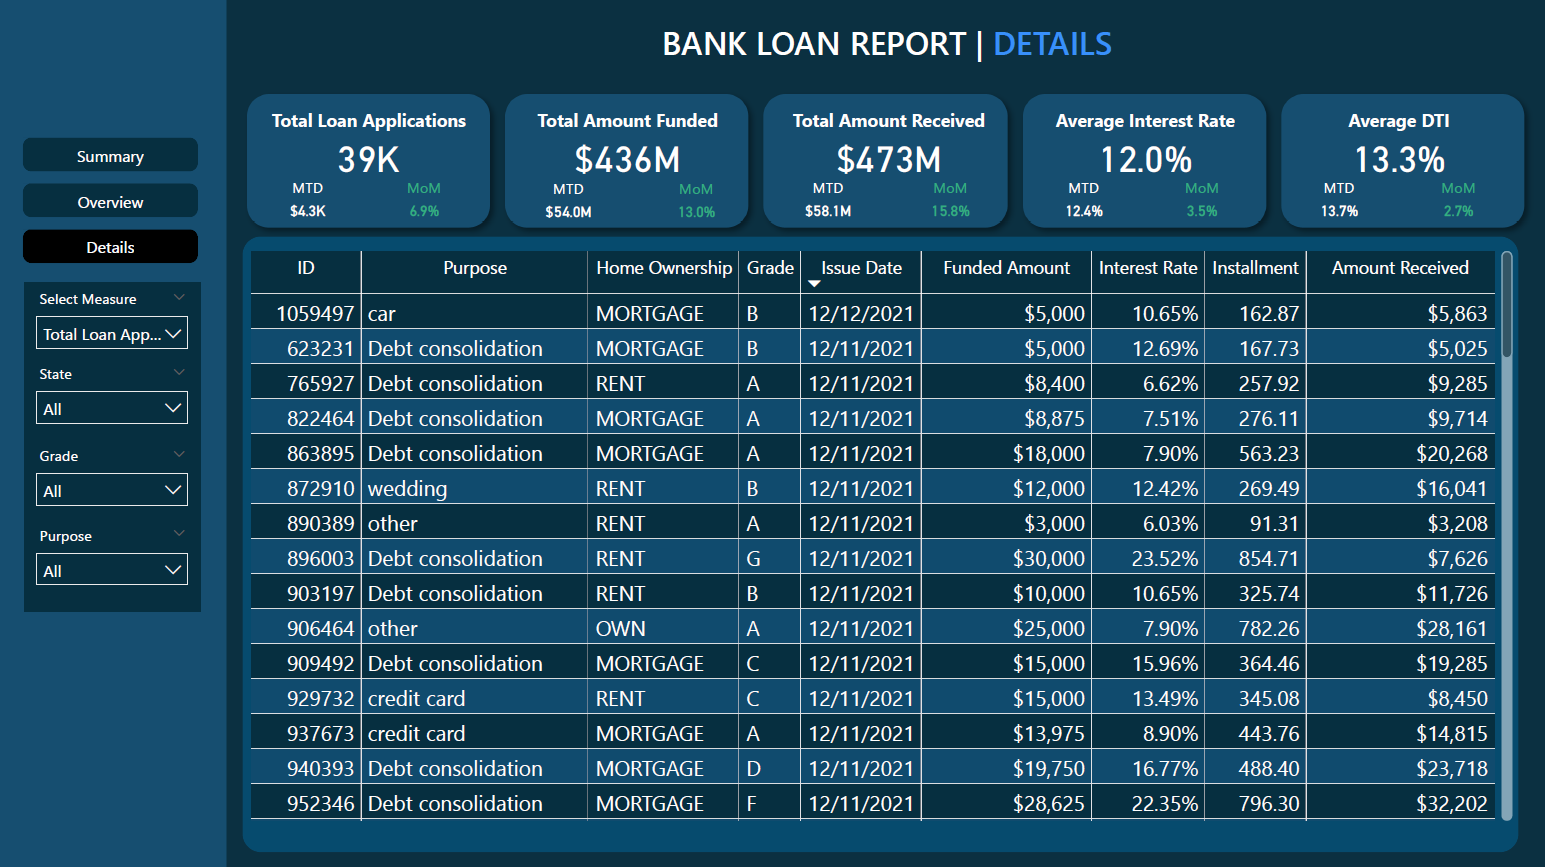 BANK LOAN REPORT | DETAILS
Summary
Overview
Details
Select Measure
Total Loan App...
State
All
Grade
All
Purpose
All
Total Loan Applications
39K
MTD MoM
$4.3K 6.9%
Total Amount Funded
$436M
MTD MoM
$54.0M 13.0%
Total Amount Received
$473M
MTD MoM
$58.1M 15.8%
Average Interest Rate
12.0%
MTD MoM
12.4% 3.5%
Average DTI
13.3%
MTD MoM
13.7% 2.7%
ID Purpose Home Ownership Grade Issue Date Funded Amount Interest Rate Installment Amount Received
1059497 car MORTGAGE B 12/12/2021 $5,000 10.65% 162.87 $5,863
623231 Debt consolidation MORTGAGE B 12/11/2021 $5,000 12.69% 167.73 $5,025
765927 Debt consolidation RENT A 12/11/2021 $8,400 6.62% 257.92 $9,285
822464 Debt consolidation MORTGAGE A 12/11/2021 $8,875 7.51% 276.11 $9,714
863895 Debt consolidation MORTGAGE A 12/11/2021 $18,000 7.90% 563.23 $20,268
872910 wedding RENT B 12/11/2021 $12,000 12.42% 269.49 $16,041
890389 other RENT A 12/11/2021 $3,000 6.03% 91.31 $3,208
896003 Debt consolidation RENT G 12/11/2021 $30,000 23.52% 854.71 $7,626
903197 Debt consolidation RENT B 12/11/2021 $10,000 10.65% 325.74 $11,726
906464 other OWN A 12/11/2021 $25,000 7.90% 782.26 $28,161
909492 Debt consolidation MORTGAGE C 12/11/2021 $15,000 15.96% 364.46 $19,285
929732 credit card RENT C 12/11/2021 $15,000 13.49% 345.08 $8,450
937673 credit card MORTGAGE A 12/11/2021 $13,975 8.90% 443.76 $14,815
940393 Debt consolidation MORTGAGE D 12/11/2021 $19,750 16.77% 488.40 $23,718
952346 Debt consolidation MORTGAGE F 12/11/2021 $28,625 22.35% 796.30 $32,202